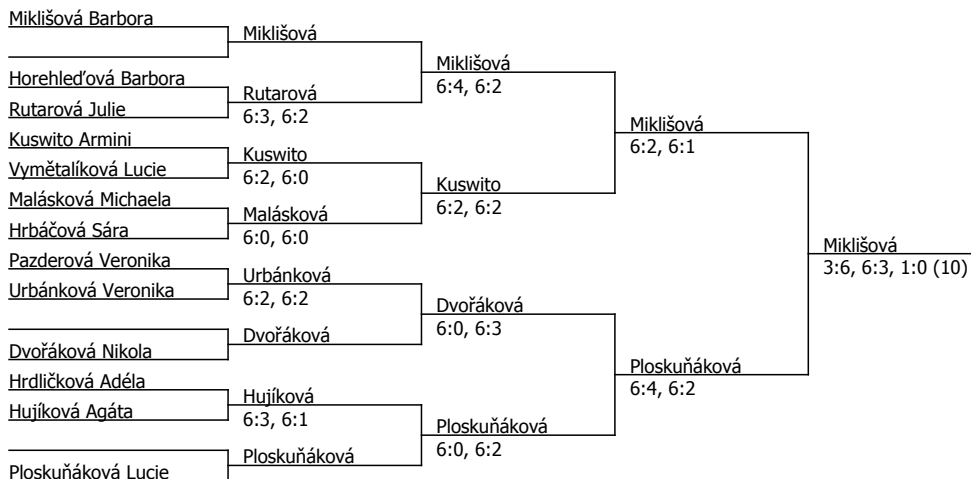 Miklišová Barbora
Horehleďová Barbora
Rutarová Julie
Kuswito Armini
Vymětalíková Lucie
Malásková Michaela
Hrbáčová Sára
Pazderová Veronika
Urbánková Veronika
Dvořáková Nikola
Hrdličková Adéla
Hujíková Agáta
Ploskuňáková Lucie
Miklišová
Rutarová
6:3, 6:2
Kuswito
6:2, 6:0
Malásková
6:0, 6:0
Urbánková
6:2, 6:2
Dvořáková
Hujíková
6:3, 6:1
Ploskuňáková
Miklišová
6:4, 6:2
Kuswito
6:2, 6:2
Dvořáková
6:0, 6:3
Ploskuňáková
6:0, 6:2
Miklišová
6:2, 6:1
Ploskuňáková
6:4, 6:2
Miklišová
3:6, 6:3, 1:0 (10)